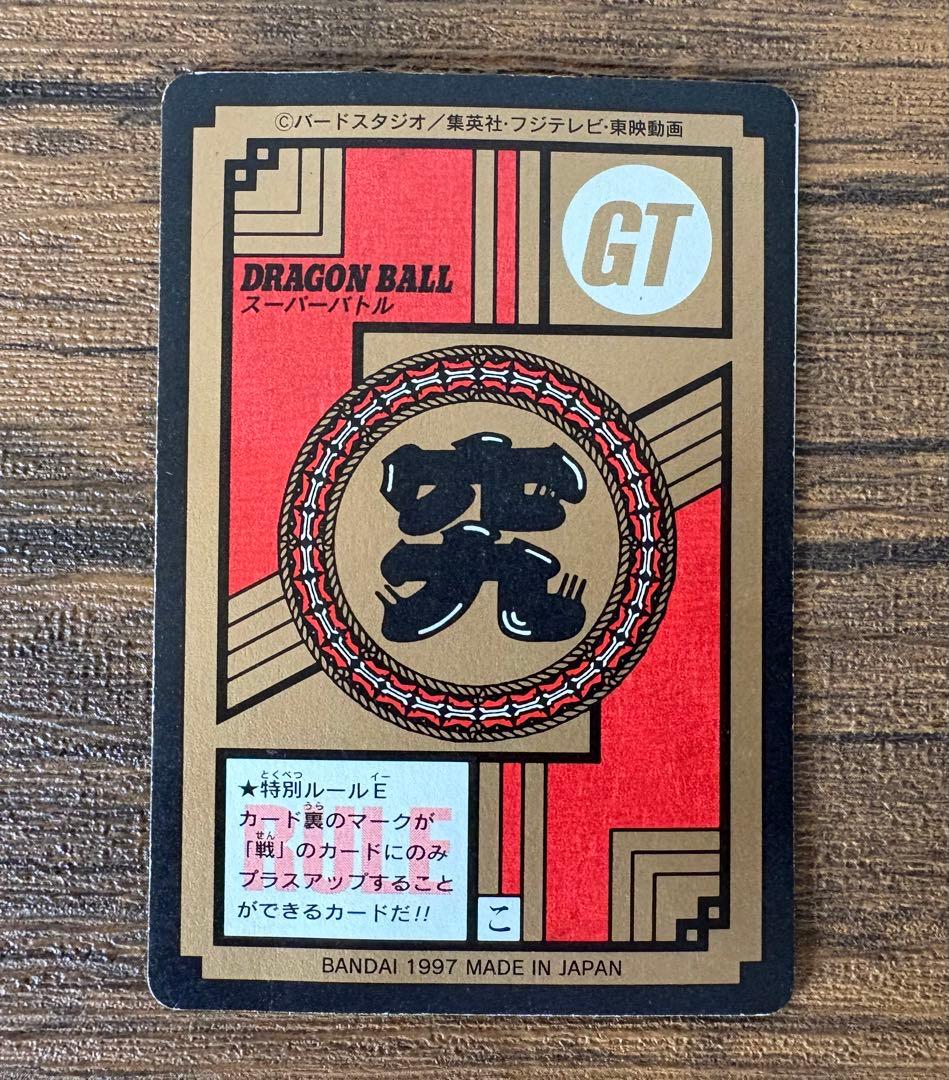 ©バードスタジオ／集英社・フジテレビ・東映動画
GT
DRAGON BALL
スーパーバトル
突
とくべつ イー
★特別ルールE
うら
カード裏のマークが
せん
「戦」のカードにのみ
プラスアップすること
ができるカードだ!!
RULE
こ
BANDAI 1997 MADE IN JAPAN